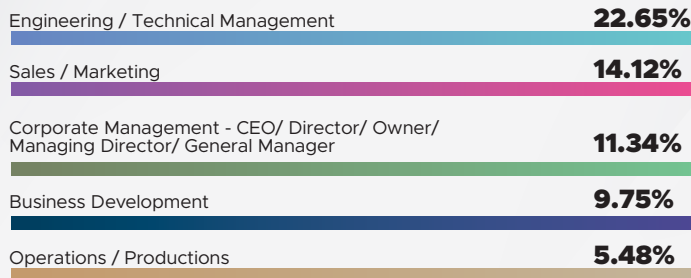 Engineering / Technical Management 22.65%
Sales / Marketing 14.12%
Corporate Management - CEO/ Director/ Owner/
Managing Director/ General Manager 11.34%
Business Development 9.75%
Operations / Productions 5.48%